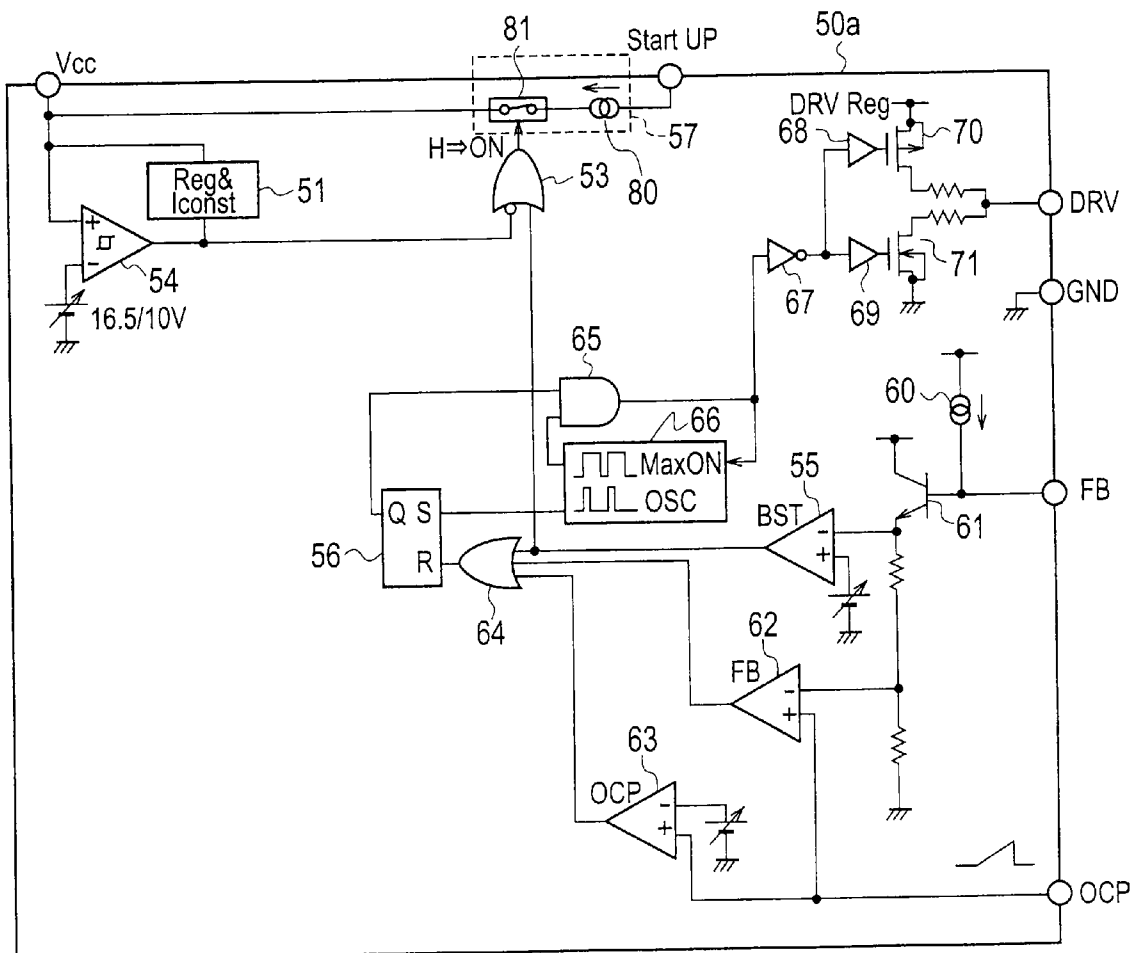 81
Start UP
50a
Vcc
DRV Reg
68
70
H⇒ON
53
57
80
Reg&
Iconst
51
DRV
+
-
54
71
67
69
GND
16.5/10V
65
60
66
MaxON
OSC
55
BST
FB
61
Q S
R
56
-
+
64
62
FB
-
+
63
OCP
-
+
OCP